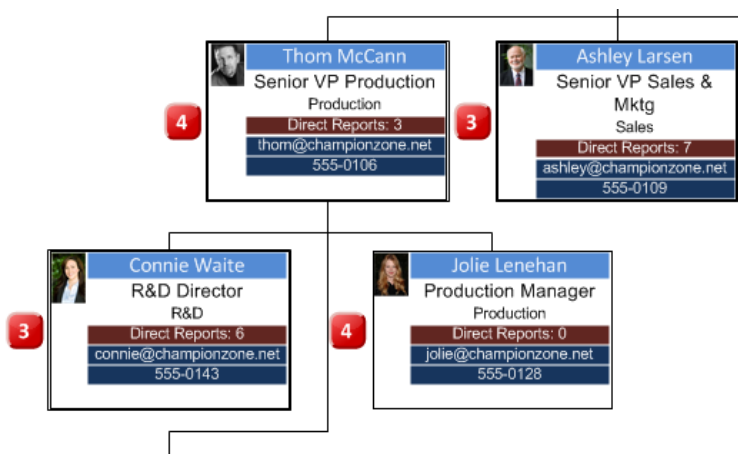 Thom McCann
Senior VP Production
Production
4
Direct Reports: 3
thom@championzone.net
555-0106
Ashley Larsen
Senior VP Sales &
Mktg
Sales
3
Direct Reports: 7
ashley@championzone.net
555-0109
Connie Waite
R&D Director
R&D
3
Direct Reports: 6
connie@championzone.net
555-0143
Jolie Lenehan
Production Manager
Production
4
Direct Reports: 0
jolie@championzone.net
555-0128